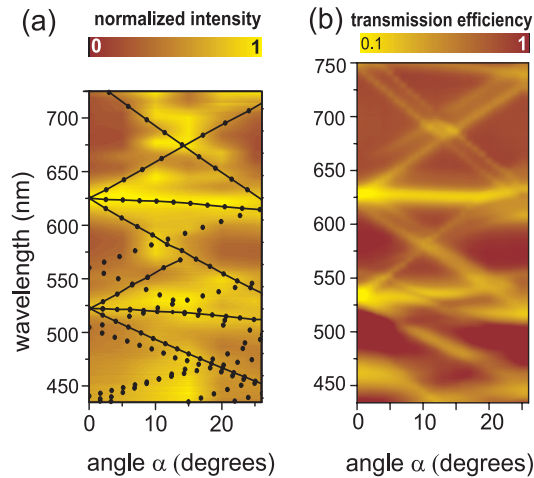 (a)
normalized intensity
0 1
700
650
600
550
500
450
wavelength (nm)
0 10 20
angle α (degrees)
(b)
transmission efficiency
0.1 1
750
700
650
600
550
500
450
0 10 20
angle α (degrees)